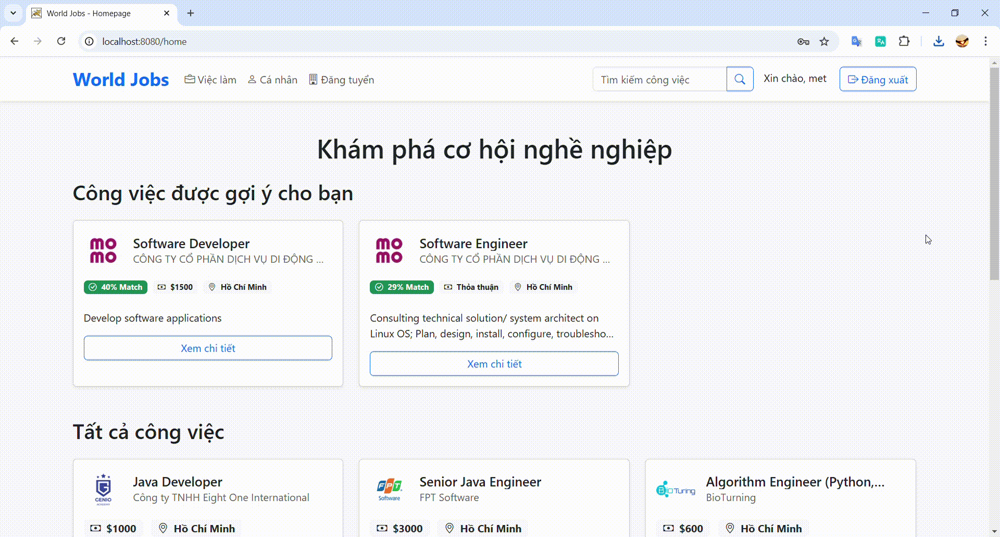 World Jobs - Homepage
localhost:8080/home
World Jobs Việc làm Cá nhân Đăng tuyển Tìm kiếm công việc Xin chào, met Đăng xuất
Khám phá cơ hội nghề nghiệp
Công việc được gợi ý cho bạn
mo
mo
Software Developer
CÔNG TY CỔ PHẦN DỊCH VỤ DI ĐỘNG ...
40% Match $1500 Hồ Chí Minh
Develop software applications
Xem chi tiết
mo
mo
Software Engineer
CÔNG TY CỔ PHẦN DỊCH VỤ DI ĐỘNG ...
29% Match Thỏa thuận Hồ Chí Minh
Consulting technical solution/ system architect on
Linux OS; Plan, design, install, configure, troublesho...
Xem chi tiết
Tất cả công việc
GENIO
ACADEMY
Java Developer
Công ty TNHH Eight One International
$1000 Hồ Chí Minh
FPT
Software
Senior Java Engineer
FPT Software
$3000 Hồ Chí Minh
BioTuring
Algorithm Engineer (Python,...
BioTurning
$600 Hồ Chí Minh